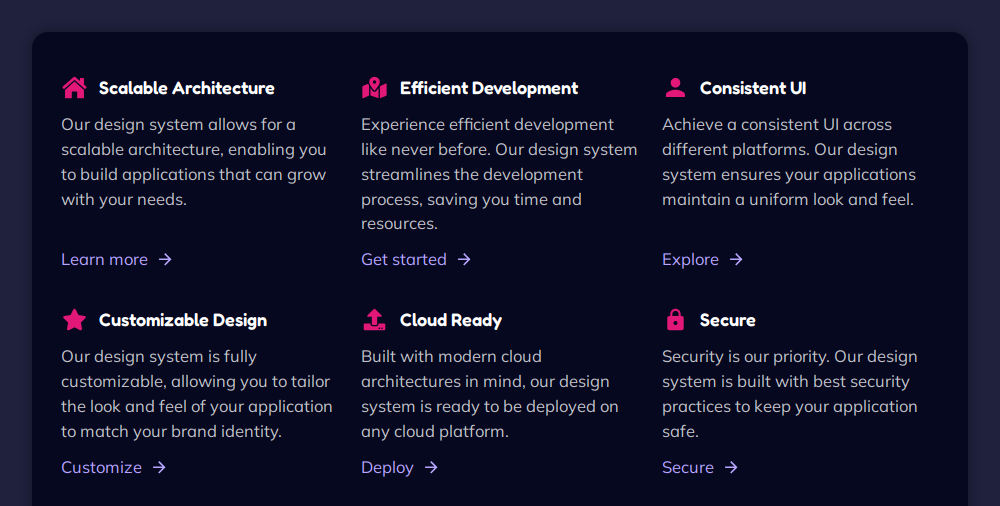 Scalable Architecture
Our design system allows for a
scalable architecture, enabling you
to build applications that can grow
with your needs.
Learn more
Efficient Development
Experience efficient development
like never before. Our design system
streamlines the development
process, saving you time and
resources.
Get started
Consistent UI
Achieve a consistent UI across
different platforms. Our design
system ensures your applications
maintain a uniform look and feel.
Explore
Customizable Design
Our design system is fully
customizable, allowing you to tailor
the look and feel of your application
to match your brand identity.
Customize
Cloud Ready
Built with modern cloud
architectures in mind, our design
system is ready to be deployed on
any cloud platform.
Deploy
Secure
Security is our priority. Our design
system is built with best security
practices to keep your application
safe.
Secure